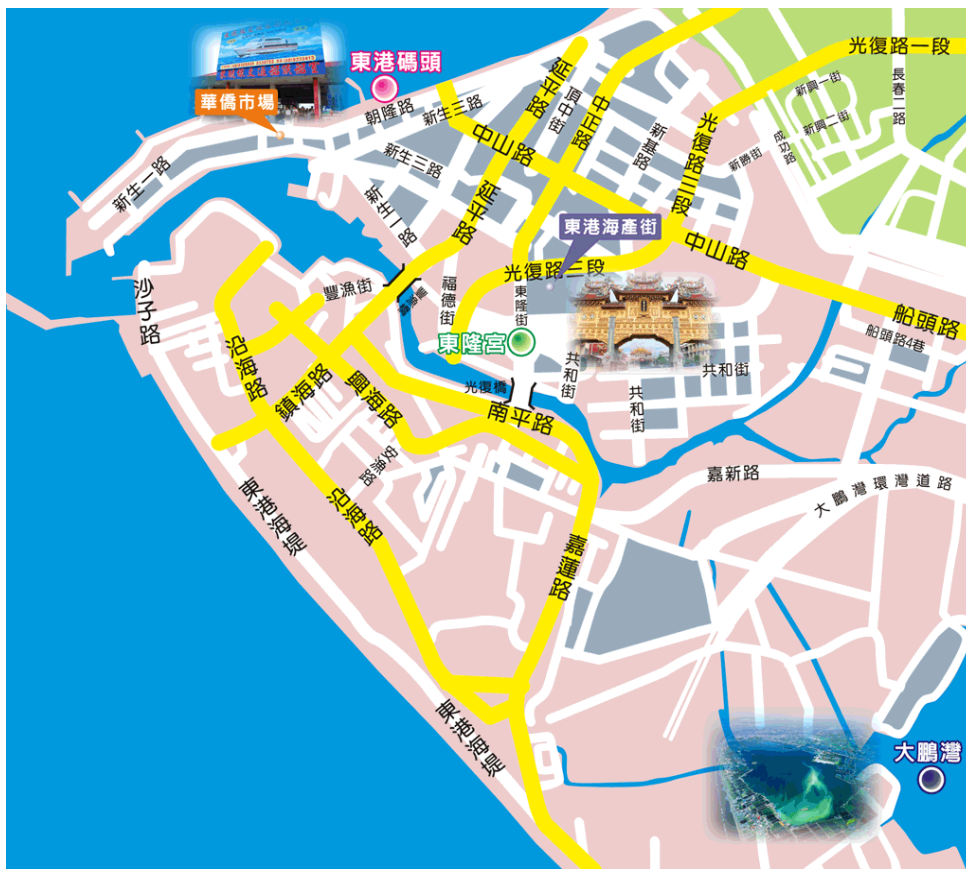 光復路一段
東港碼頭
延平路
頂中街
中正路
長春二路
新興一街
華僑市場
朝隆路
新生三路
中山路
新基路
光復路二段
成功路
新興二街
新勝街
新生三路
新生一路
新生一路
延平路
東港海產街
中山路
沙子路
豐漁街
福德街
光復路三段
東隆街
船頭路
船頭路4巷
沿海路
東隆宮
共和街
共和街
共和街
鎮海路
興海路
光復橋
南平路
安漁路
嘉新路
大鵬灣環灣道路
東港海堤
沿海路
嘉蓮路
東港海堤
大鵬灣